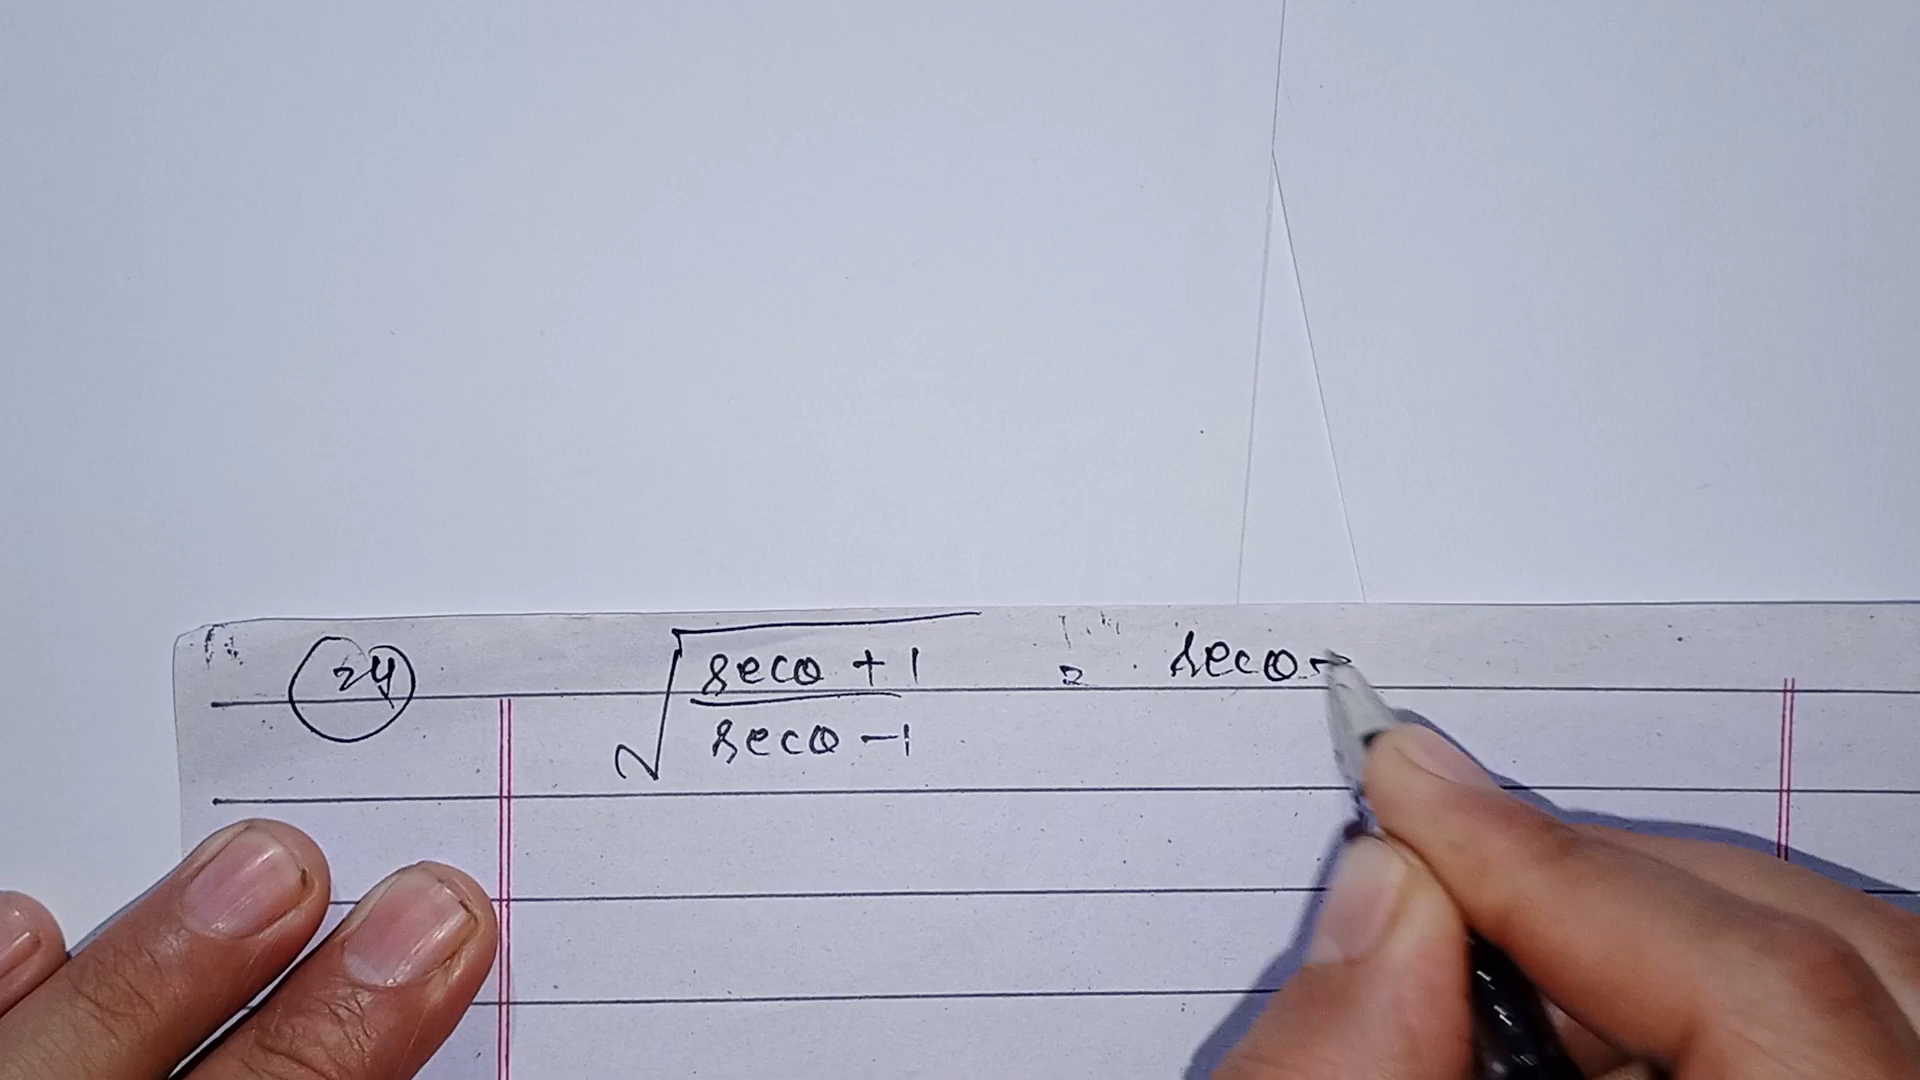 24 √((secθ + 1)/(secθ - 1)) = secθ -